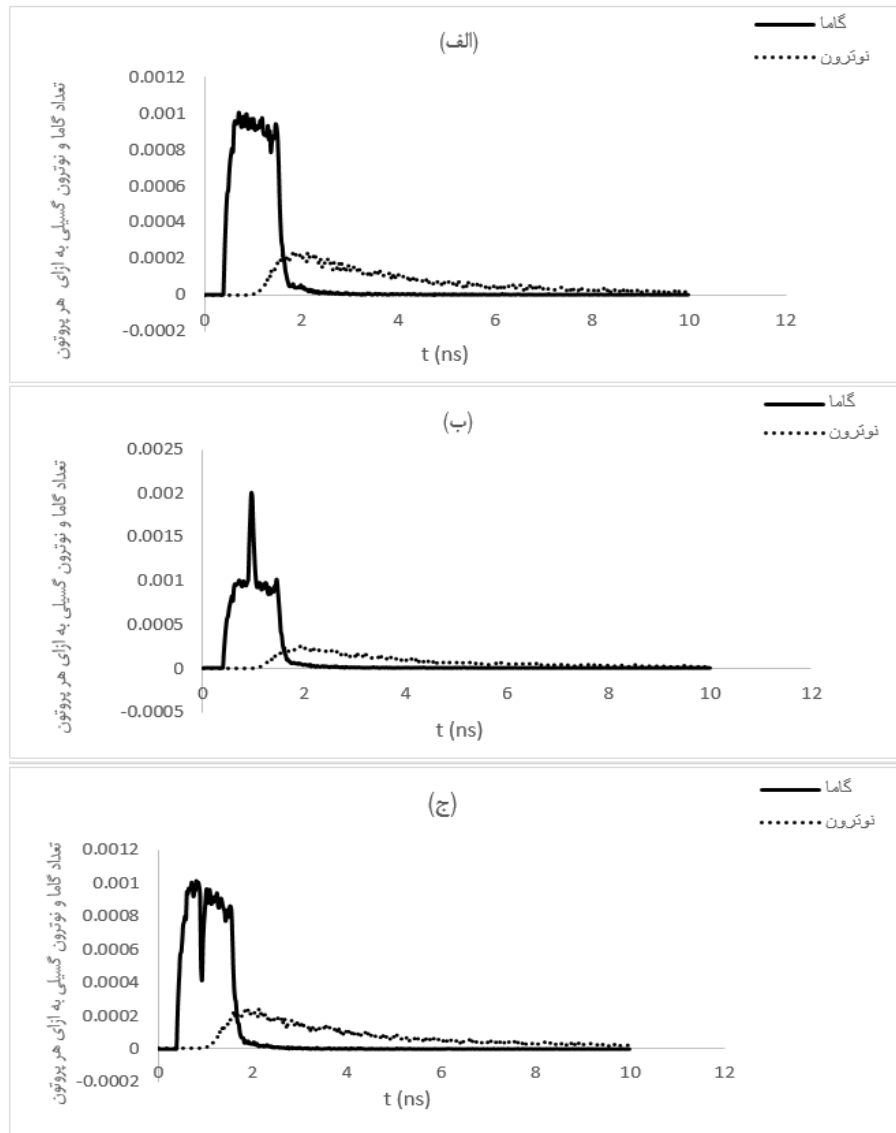 (الف)
گاما
نوترون
تعداد گاما و نوترون گسیلی به ازای هر پروتون
0.0012
0.001
0.0008
0.0006
0.0004
0.0002
0
-0.0002
0 2 4 6 8 10 12
t (ns)
(ب)
گاما
نوترون
تعداد گاما و نوترون گسیلی به ازای هر پروتون
0.0025
0.002
0.0015
0.001
0.0005
0
-0.0005
0 2 4 6 8 10 12
t (ns)
(ج)
گاما
نوترون
تعداد گاما و نوترون گسیلی به ازای هر پروتون
0.0012
0.001
0.0008
0.0006
0.0004
0.0002
0
-0.0002
0 2 4 6 8 10 12
t (ns)